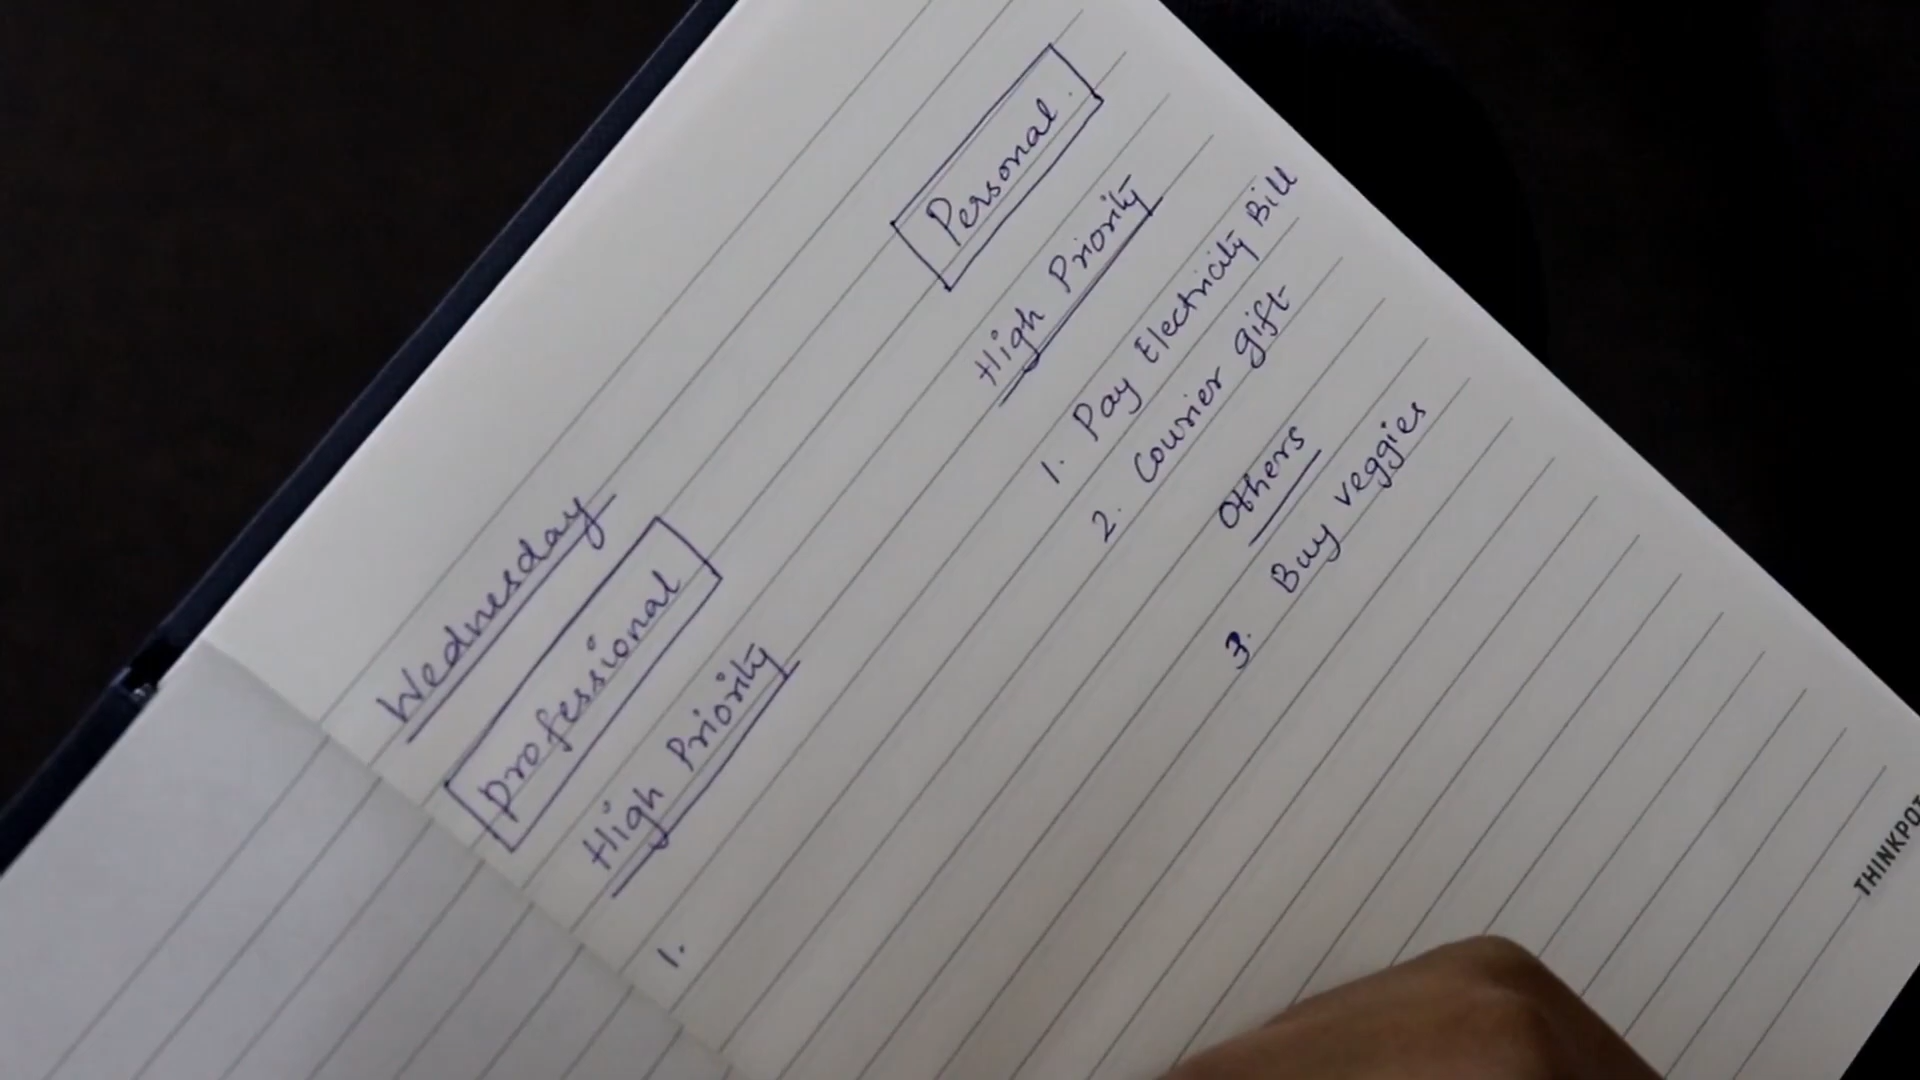 Wednesday
Professional
High Priority
1.
Personal
High Priority
1. Pay Electricity Bill
2. Courier gift
Others
3. Buy veggies
THINKPOT